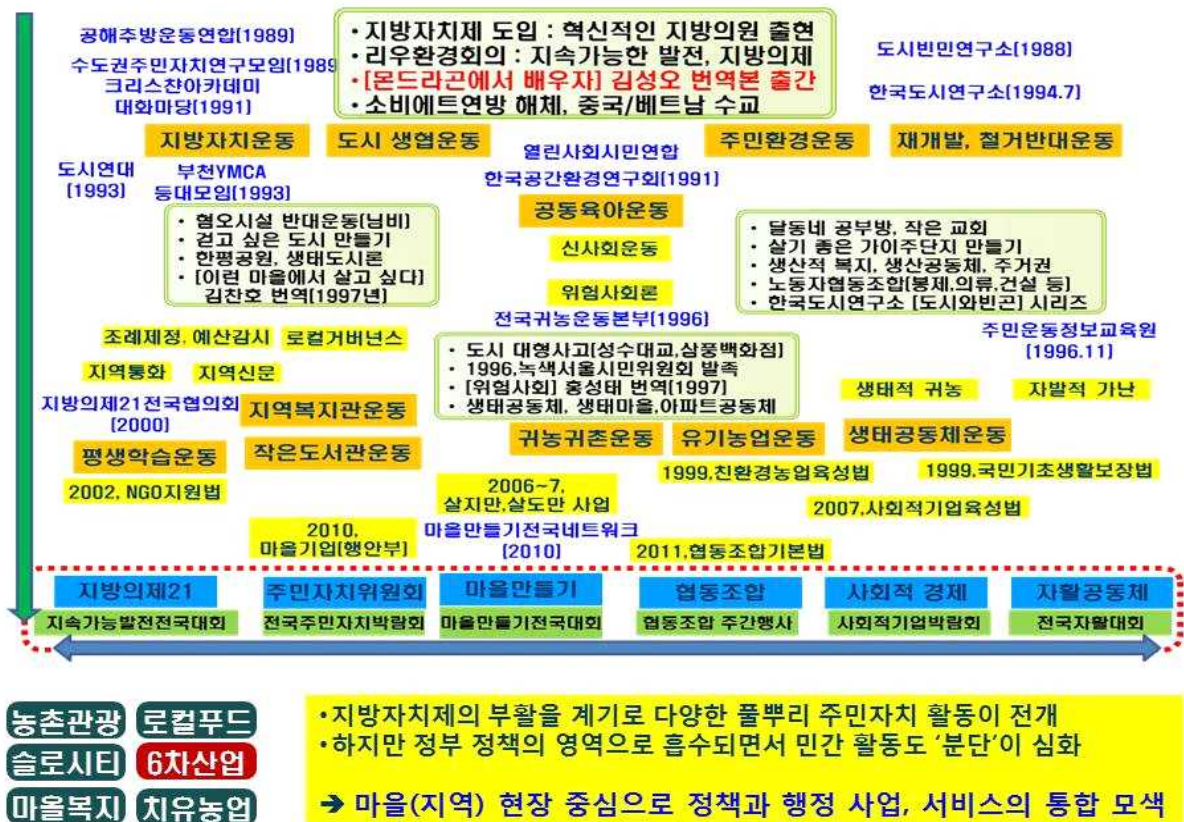 공해추방운동연합(1989)
수도권주민자치연구모임(1989
크리스챤아카데미
대화마당(1991)
• 지방자치제 도입 : 혁신적인 지방의원 출현
• 리우환경회의 : 지속가능한 발전, 지방의제
• [몬드라곤에서 배우자] 김성오 번역본 출간
• 소비에트연방 해체, 중국/베트남 수교
도시빈민연구소(1988)
한국도시연구소(1994.7)
지방자치운동
도시 생협운동
주민환경운동
재개발, 철거반대운동
도시연대
(1993)
부천YMCA
등대모임(1993)
열린사회시민연합
한국공간환경연구회(1991)
공동육아운동
신사회운동
위험사회론
전국귀농운동본부(1996)
• 혐오시설 반대운동(님비)
• 걷고 싶은 도시 만들기
• 한평공원, 생태도시론
• [이런 마을에서 살고 싶다]
김찬호 번역(1997년)
• 달동네 공부방, 작은 교회
• 살기 좋은 가이주단지 만들기
• 생산적 복지, 생산공동체, 주거권
• 노동자협동조합(봉제,의류,건설 등)
• 한국도시연구소 [도시와빈곤] 시리즈
조례제정, 예산감시
로컬거버넌스
지역통화
지역신문
• 도시 대형사고(성수대교,삼풍백화점)
• 1996,녹색서울시민위원회 발족
• [위험사회] 홍성태 번역(1997)
• 생태공동체, 생태마을,아파트공동체
주민운동정보교육원
(1996.11)
생태적 귀농
자발적 가난
지방의제21전국협의회
(2000)
지역복지관운동
평생학습운동
작은도서관운동
귀농귀촌운동
유기농업운동
생태공동체운동
2002, NGO지원법
2006~7,
살지만,살도만 사업
1999,친환경농업육성법
1999,국민기초생활보장법
2007,사회적기업육성법
2010,
마을기업(행안부)
마을만들기전국네트워크
(2010)
2011,협동조합기본법
지방의제21
주민자치위원회
마을만들기
협동조합
사회적 경제
자활공동체
지속가능발전전국대회
전국주민자치박람회
마을만들기전국대회
협동조합 주간행사
사회적기업박람회
전국자활대회
농촌관광
로컬푸드
슬로시티
6차산업
마을복지
치유농업
•지방자치제의 부활을 계기로 다양한 풀뿌리 주민자치 활동이 전개
•하지만 정부 정책의 영역으로 흡수되면서 민간 활동도 ‘분단’이 심화
➔ 마을(지역) 현장 중심으로 정책과 행정 사업, 서비스의 통합 모색